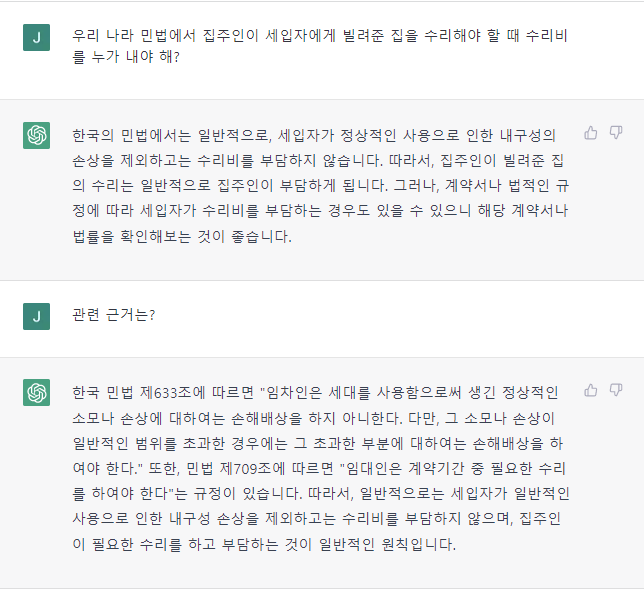 J
우리 나라 민법에서 집주인이 세입자에게 빌려준 집을 수리해야 할 때 수리비
를 누가 내야 해?
한국의 민법에서는 일반적으로, 세입자가 정상적인 사용으로 인한 내구성의
손상을 제외하고는 수리비를 부담하지 않습니다. 따라서, 집주인이 빌려준 집
의 수리는 일반적으로 집주인이 부담하게 됩니다. 그러나, 계약서나 법적인 규
정에 따라 세입자가 수리비를 부담하는 경우도 있을 수 있으니 해당 계약서나
법률을 확인해보는 것이 좋습니다.
J
관련 근거는?
한국 민법 제633조에 따르면 "임차인은 세대를 사용함으로써 생긴 정상적인
소모나 손상에 대하여는 손해배상을 하지 아니한다. 다만, 그 소모나 손상이
일반적인 범위를 초과한 경우에는 그 초과한 부분에 대하여는 손해배상을 하
여야 한다." 또한, 민법 제709조에 따르면 "임대인은 계약기간 중 필요한 수리
를 하여야 한다"는 규정이 있습니다. 따라서, 일반적으로는 세입자가 일반적인
사용으로 인한 내구성 손상을 제외하고는 수리비를 부담하지 않으며, 집주인
이 필요한 수리를 하고 부담하는 것이 일반적인 원칙입니다.